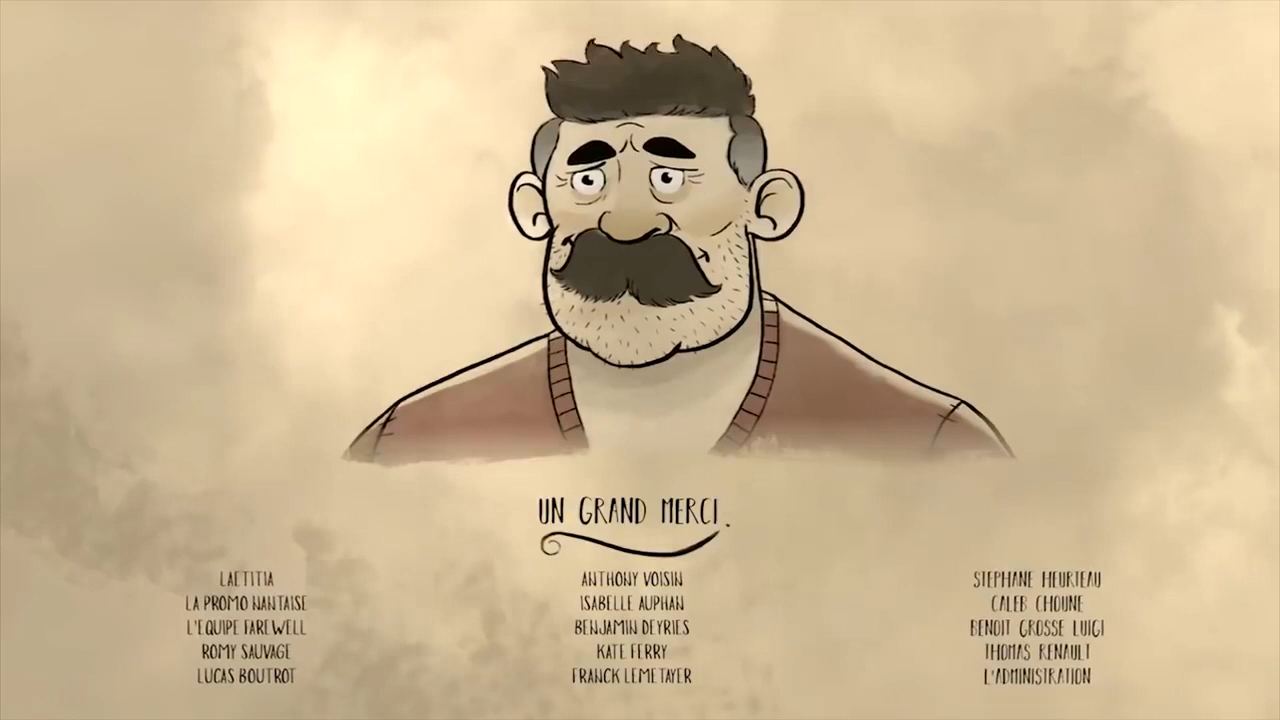 UN GRAND MERCI.
LAETITIA
LA PROMO NANTAISE
L'EQUIPE FAREWELL
ROMY SAUVAGE
LUCAS BOUTROT
ANTHONY VOISIN
ISABELLE AUPHAN
BENJAMIN DEYRIES
KATE FERRY
FRANCK LEMETAYER
STEPHANE HEURTEAU
CALEB CHOUNE
BENOIT GROSSE LUIGI
THOMAS RENAULT
L'ADMINISTRATION